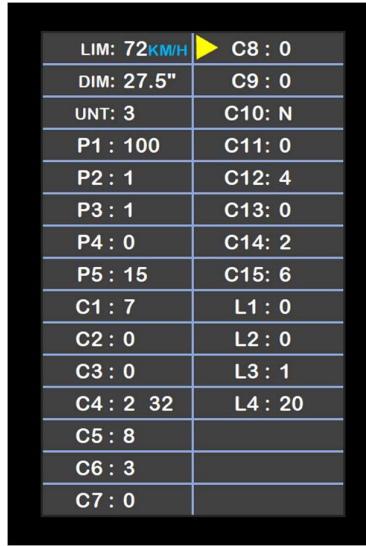 LIM: 72KM/H
DIM: 27.5"
UNT: 3
P1 : 100
P2 : 1
P3 : 1
P4 : 0
P5 : 15
C1 : 7
C2 : 0
C3 : 0
C4 : 2 32
C5 : 8
C6 : 3
C7 : 0
C8 : 0
C9 : 0
C10: N
C11: 0
C12: 4
C13: 0
C14: 2
C15: 6
L1 : 0
L2 : 0
L3 : 1
L4 : 20